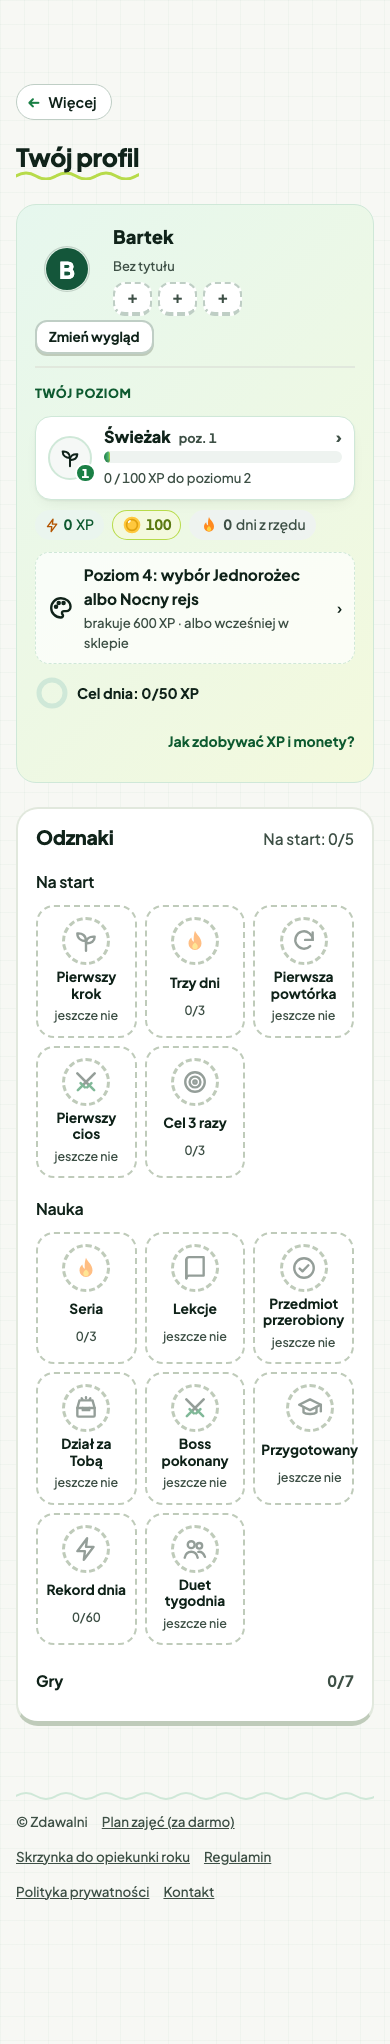 ← Więcej
Twój profil
B
Bartek
Bez tytułu
+ + +
Zmień wygląd
TWÓJ POZIOM
Świeżak poz. 1 ›
1
0 / 100 XP do poziomu 2
0 XP 100 0 dni z rzędu
Poziom 4: wybór Jednorożec
albo Nocny rejs
›
brakuje 600 XP · albo wcześniej w
sklepie
Cel dnia: 0/50 XP
Jak zdobywać XP i monety?
Odznaki Na start: 0/5
Na start
Pierwszy
krok
jeszcze nie
Trzy dni
0/3
Pierwsza
powtórka
jeszcze nie
Pierwszy
cios
jeszcze nie
Cel 3 razy
0/3
Nauka
Seria
0/3
Lekcje
jeszcze nie
Przedmiot
przerobiony
jeszcze nie
Dział za
Tobą
jeszcze nie
Boss
pokonany
jeszcze nie
Przygotowany
jeszcze nie
Rekord dnia
0/60
Duet
tygodnia
jeszcze nie
Gry 0/7
© Zdawalni Plan zajęć (za darmo)
Skrzynka do opiekunki roku Regulamin
Polityka prywatności Kontakt